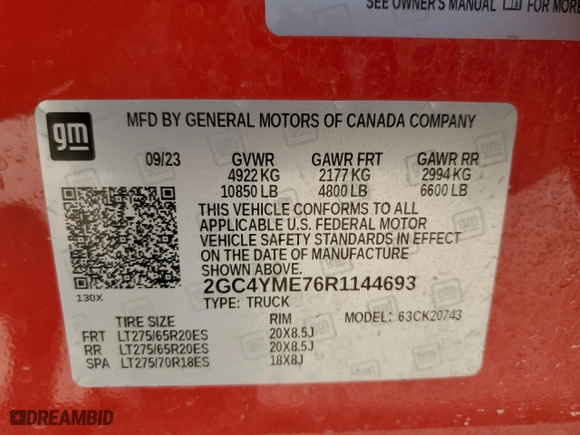 SEE OWNER'S MANUAL FOR MORE
gm
MFD BY GENERAL MOTORS OF CANADA COMPANY
09/23 GVWR GAWR FRT GAWR RR
4922 KG 2177 KG 2994 KG
10850 LB 4800 LB 6600 LB
THIS VEHICLE CONFORMS TO ALL
APPLICABLE U.S. FEDERAL MOTOR
VEHICLE SAFETY STANDARDS IN EFFECT
ON THE DATE OF MANUFACTURE
SHOWN ABOVE.
130X
2GC4YME76R1144693
TYPE: TRUCK
TIRE SIZE RIM MODEL: 63CK20743
FRT LT275/65R20ES 20X8.5J
RR LT275/65R20ES 20X8.5J
SPA LT275/70R18ES 18X8J
DREAMBID